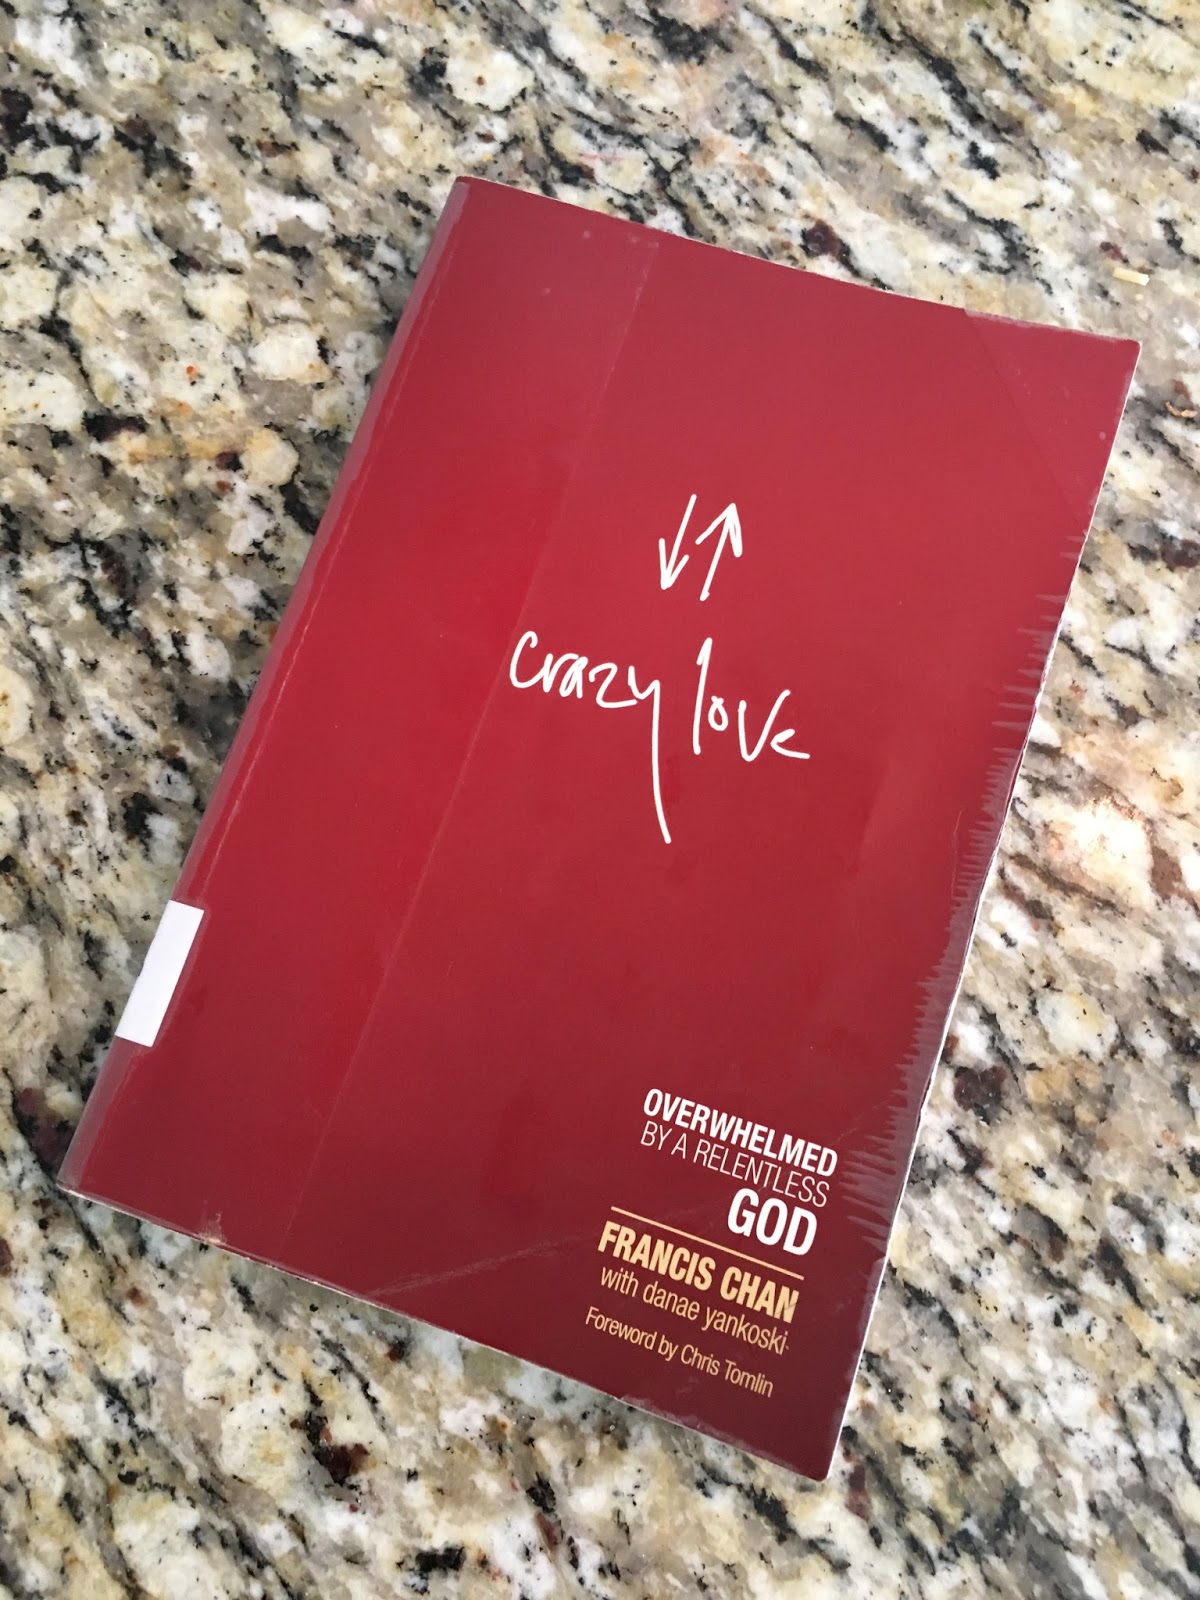 crazy love
OVERWHELMED
BY A RELENTLESS
GOD
FRANCIS CHAN
with danae yankoski
Foreword by Chris Tomlin